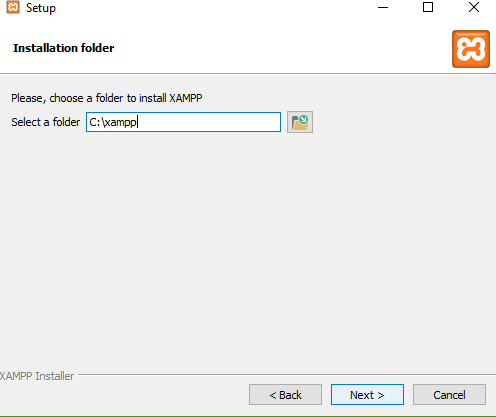 Setup
Installation folder
Please, choose a folder to install XAMPP
Select a folder C:\xampp
XAMPP Installer
< Back Next > Cancel